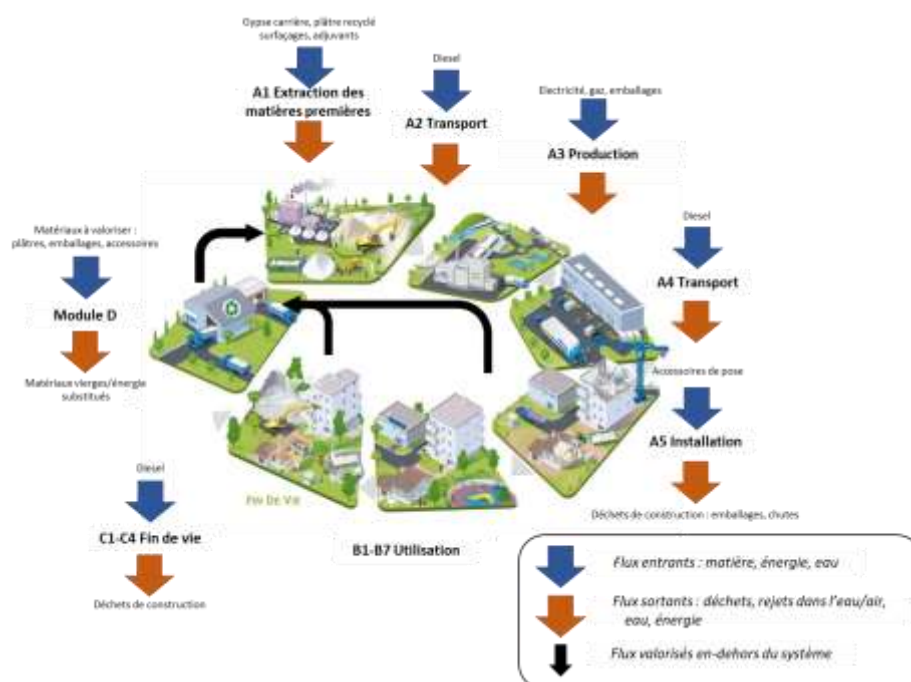 Gypse carrière, plâtre recyclé
surfaçages, adjuvants
A1 Extraction des
matières premières
Diesel
A2 Transport
Electricité, gaz, emballages
A3 Production
Diesel
A4 Transport
Accessoires de pose
A5 Installation
Déchets de construction : emballages, chutes
Matériaux à valoriser :
plâtres, emballages, accessoires
Module D
Matériaux vierges/énergie
substitués
Fin De Vie
Diesel
C1-C4 Fin de vie
Déchets de construction
B1-B7 Utilisation
Flux entrants : matière, énergie, eau
Flux sortants : déchets, rejets dans l'eau/air,
eau, énergie
Flux valorisés en-dehors du système